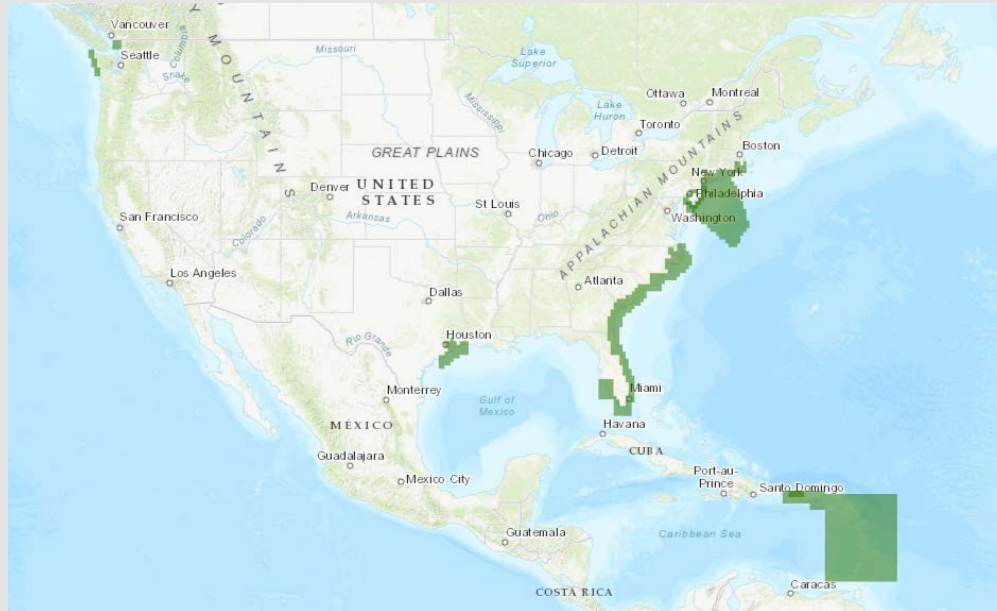 Vancouver
Seattle
Columbia
Snake
Y MOUNTAINS
Missouri
Lake
Superior
Ottawa
Montreal
Lake
Huron
Toronto
Mississippi
GREAT PLAINS
Chicago
Detroit
Boston
New York
Philadelphia
Washington
APPALACHIAN MOUNTAINS
Denver
UNITED
STATES
St Louis
Ohio
Arkansas
San Francisco
Colorado
Los Angeles
Dallas
Atlanta
Houston
Rio Grande
Monterrey
Miami
Gulf of
Mexico
Havana
MÉXICO
CUBA
Guadalajara
Mexico City
Port-au-
Prince
Santo Domingo
Guatemala
Caribbean Sea
Caracas
COSTA RICA